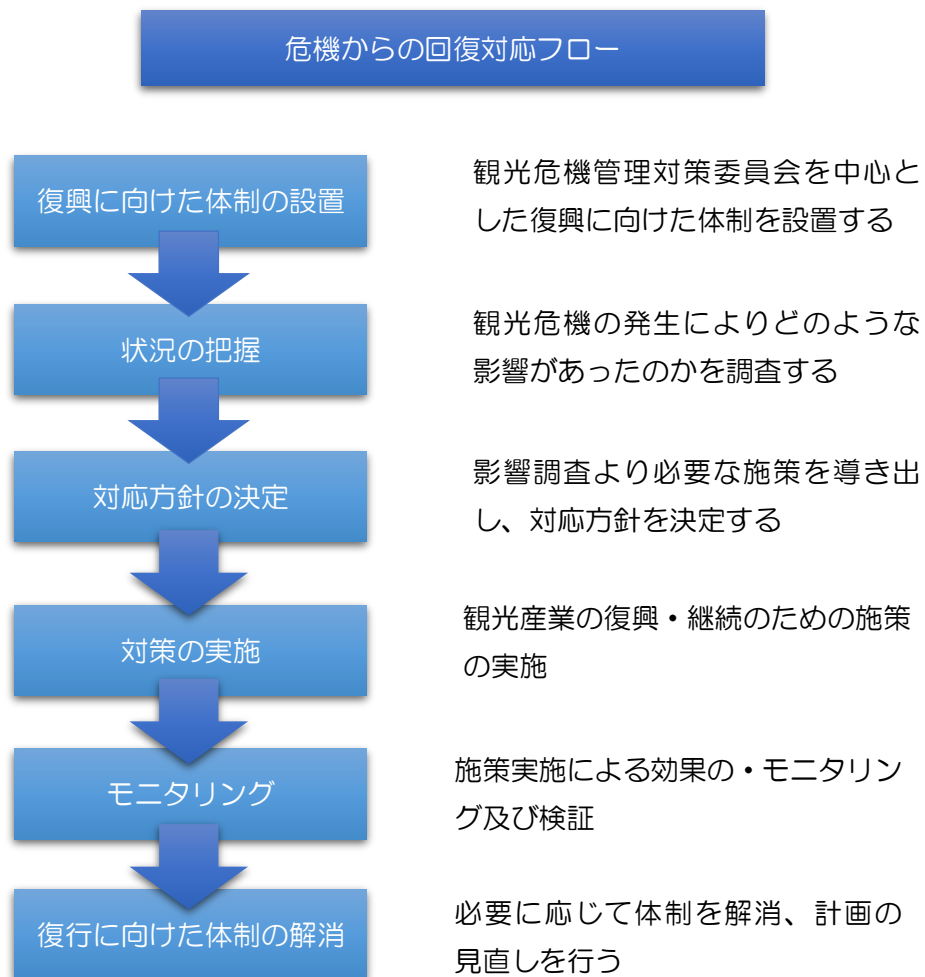 危機からの回復対応フロー
復興に向けた体制の設置
観光危機管理対策委員会を中心と
した復興に向けた体制を設置する
状況の把握
観光危機の発生によりどのような
影響があったのかを調査する
対応方針の決定
影響調査より必要な施策を導き出
し、対応方針を決定する
対策の実施
観光産業の復興・継続のための施策
の実施
モニタリング
施策実施による効果の・モニタリン
グ及び検証
復行に向けた体制の解消
必要に応じて体制を解消、計画の
見直しを行う